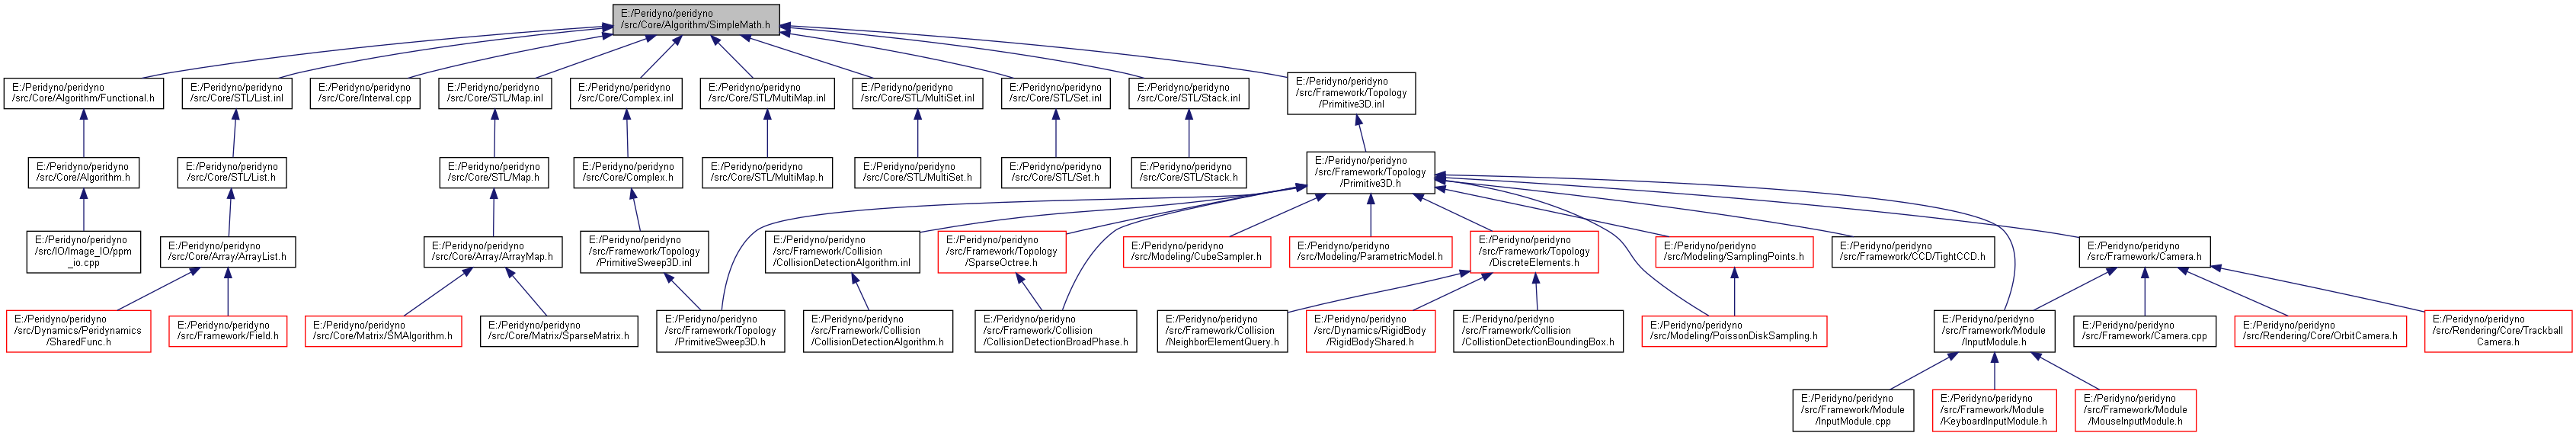 E:/Peridyno/peridyno
/src/Core/Algorithm/SimpleMath.h
E:/Peridyno/peridyno
/src/Core/Algorithm/Functional.h
E:/Peridyno/peridyno
/src/Core/STL/List.inl
E:/Peridyno/peridyno
/src/Core/Interval.cpp
E:/Peridyno/peridyno
/src/Core/STL/Map.inl
E:/Peridyno/peridyno
/src/Core/Complex.inl
E:/Peridyno/peridyno
/src/Core/STL/MultiMap.inl
E:/Peridyno/peridyno
/src/Core/STL/MultiSet.inl
E:/Peridyno/peridyno
/src/Core/STL/Set.inl
E:/Peridyno/peridyno
/src/Core/STL/Stack.inl
E:/Peridyno/peridyno
/src/Framework/Topology
/Primitive3D.inl
E:/Peridyno/peridyno
/src/Core/Algorithm.h
E:/Peridyno/peridyno
/src/Core/STL/List.h
E:/Peridyno/peridyno
/src/Core/STL/Map.h
E:/Peridyno/peridyno
/src/Core/Complex.h
E:/Peridyno/peridyno
/src/Core/STL/MultiMap.h
E:/Peridyno/peridyno
/src/Core/STL/MultiSet.h
E:/Peridyno/peridyno
/src/Core/STL/Set.h
E:/Peridyno/peridyno
/src/Core/STL/Stack.h
E:/Peridyno/peridyno
/src/Framework/Topology
/Primitive3D.h
E:/Peridyno/peridyno
/src/IO/Image_IO/ppm
_io.cpp
E:/Peridyno/peridyno
/src/Core/Array/ArrayList.h
E:/Peridyno/peridyno
/src/Core/Array/ArrayMap.h
E:/Peridyno/peridyno
/src/Framework/Topology
/PrimitiveSweep3D.inl
E:/Peridyno/peridyno
/src/Framework/Collision
/CollisionDetectionAlgorithm.inl
E:/Peridyno/peridyno
/src/Framework/Topology
/SparseOctree.h
E:/Peridyno/peridyno
/src/Modeling/CubeSampler.h
E:/Peridyno/peridyno
/src/Modeling/ParametricModel.h
E:/Peridyno/peridyno
/src/Framework/Topology
/DiscreteElements.h
E:/Peridyno/peridyno
/src/Modeling/SamplingPoints.h
E:/Peridyno/peridyno
/src/Framework/CCD/TightCCD.h
E:/Peridyno/peridyno
/src/Framework/Camera.h
E:/Peridyno/peridyno
/src/Dynamics/Peridynamics
/SharedFunc.h
E:/Peridyno/peridyno
/src/Framework/Field.h
E:/Peridyno/peridyno
/src/Core/Matrix/SMAlgorithm.h
E:/Peridyno/peridyno
/src/Core/Matrix/SparseMatrix.h
E:/Peridyno/peridyno
/src/Framework/Topology
/PrimitiveSweep3D.h
E:/Peridyno/peridyno
/src/Framework/Collision
/CollisionDetectionAlgorithm.h
E:/Peridyno/peridyno
/src/Framework/Collision
/CollisionDetectionBroadPhase.h
E:/Peridyno/peridyno
/src/Framework/Collision
/NeighborElementQuery.h
E:/Peridyno/peridyno
/src/Dynamics/RigidBody
/RigidBodyShared.h
E:/Peridyno/peridyno
/src/Framework/Collision
/CollistionDetectionBoundingBox.h
E:/Peridyno/peridyno
/src/Modeling/PoissonDiskSampling.h
E:/Peridyno/peridyno
/src/Framework/Module
/InputModule.h
E:/Peridyno/peridyno
/src/Framework/Camera.cpp
E:/Peridyno/peridyno
/src/Rendering/Core/OrbitCamera.h
E:/Peridyno/peridyno
/src/Rendering/Core/Trackball
Camera.h
E:/Peridyno/peridyno
/src/Framework/Module
/InputModule.cpp
E:/Peridyno/peridyno
/src/Framework/Module
/KeyboardInputModule.h
E:/Peridyno/peridyno
/src/Framework/Module
/MouseInputModule.h